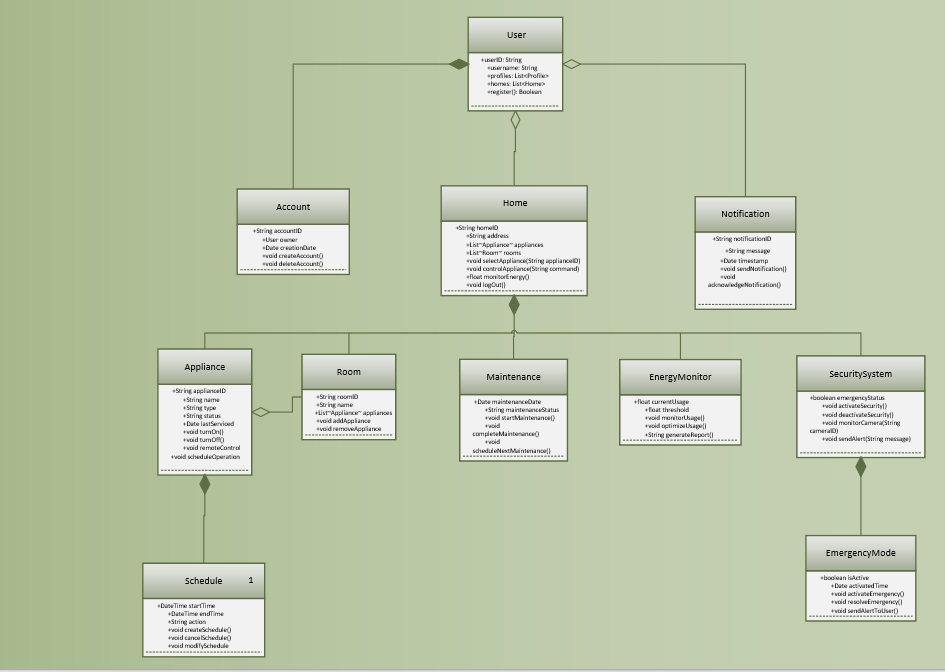 User
+userID: String
+username: String
+profiles: List<Profile>
+homes: List<Home>
+register(): Boolean
Account
+String accountID
+User owner
+Date creationDate
+void createAccount()
+void deleteAccount()
Home
+String homeID
+String address
+List~Appliance~ appliances
+List~Room~ rooms
+void selectAppliance(String applianceID)
+void controlAppliance(String command)
+float monitorEnergy()
+void logOut()
Notification
+String notificationID
+String message
+Date timestamp
+void sendNotification()
+void
acknowledgeNotification()
Appliance
+String applianceID
+String name
+String type
+String status
+Date lastServiced
+void turnOn()
+void turnOff()
+void remoteControl
+void scheduleOperation
Room
+String roomID
+String name
+List~Appliance~ appliances
+void addAppliance
+void removeAppliance
Maintenance
+Date maintenanceDate
+String maintenanceStatus
+void startMaintenance()
+void
completeMaintenance()
+void
scheduleNextMaintenance()
EnergyMonitor
+float currentUsage
+float threshold
+void monitorUsage()
+void optimizeUsage()
+String generateReport()
SecuritySystem
+boolean emergencyStatus
+void activateSecurity()
+void deactivateSecurity()
+void monitorCamera(String
cameraID)
+void sendAlert(String message)
Schedule 1
+DateTime startTime
+DateTime endTime
+String action
+void createSchedule()
+void cancelSchedule()
+void modifySchedule
EmergencyMode
+boolean isActive
+Date activatedTime
+void activateEmergency()
+void resolveEmergency()
+void sendAlertToUser()